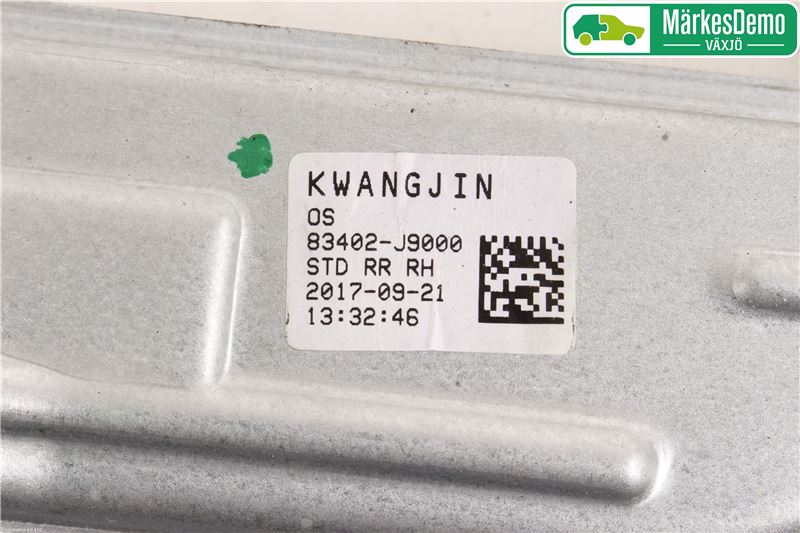 MärkesDemo
VÄXJÖ
KWANGJIN
OS
83402-J9000
STD RR RH
2017-09-21
13:32:46